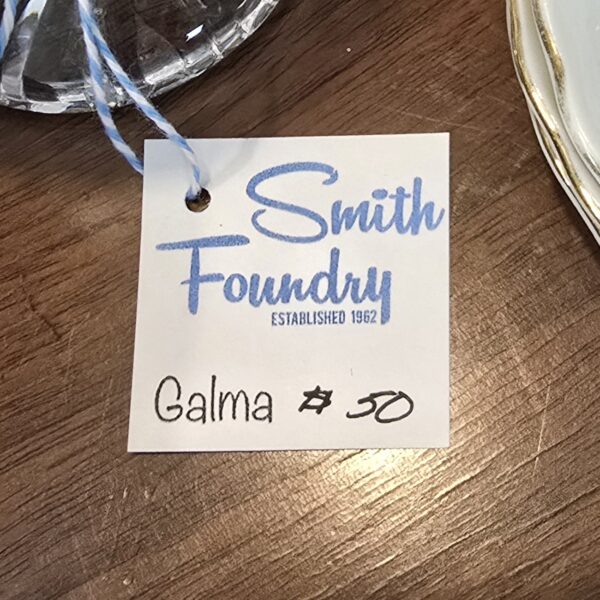 Smith
Foundry
ESTABLISHED 1962
Galma # 50